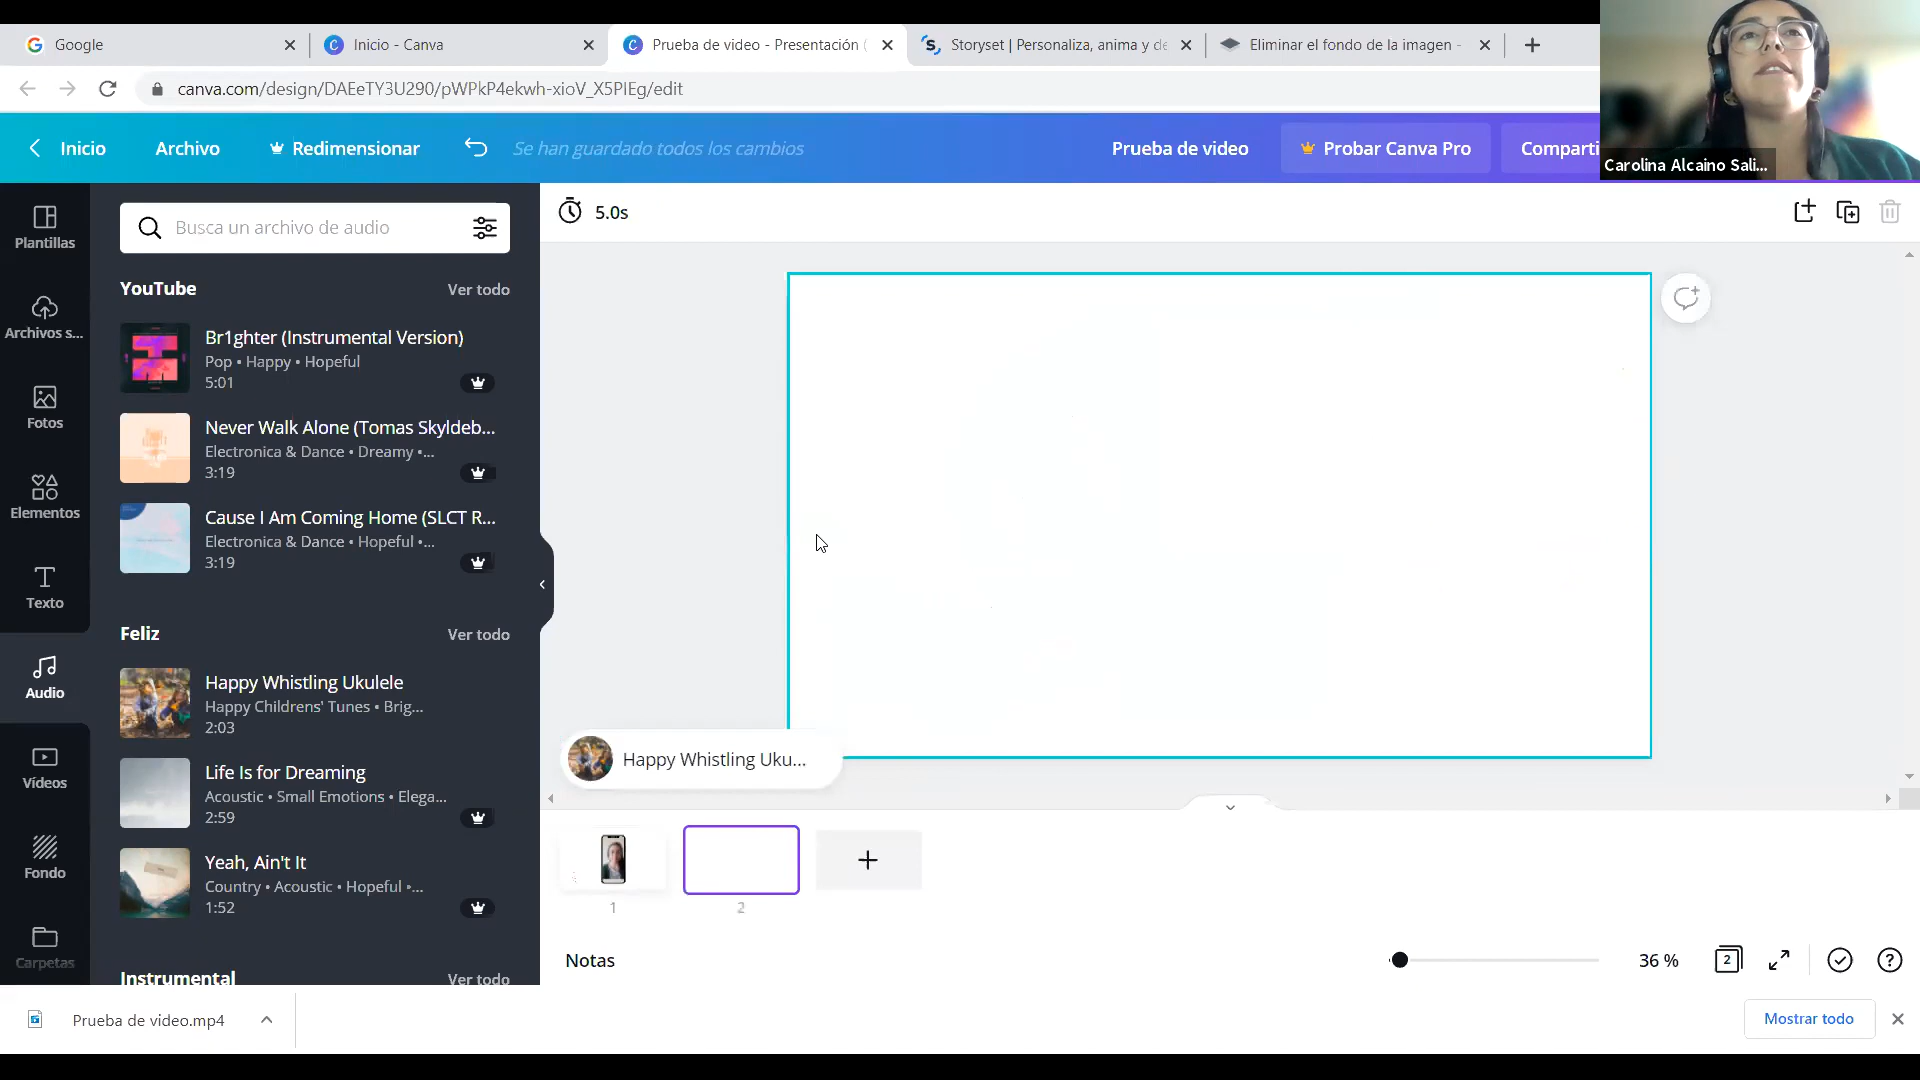 Google
Inicio - Canva
Prueba de video - Presentación (
Storyset | Personaliza, anima y de
Eliminar el fondo de la imagen -
canva.com/design/DAEeTY3U290/pWPkP4ekwh-xioV_X5PlEg/edit
Inicio
Archivo
Redimensionar
Se han guardado todos los cambios
Prueba de video
Probar Canva Pro
Comparti
Carolina Alcaino Sali...
Plantillas
Archivos s...
Fotos
Elementos
Texto
Audio
Vídeos
Fondo
Carpetas
Busca un archivo de audio
YouTube
Ver todo
Br1ghter (Instrumental Version)
Pop • Happy • Hopeful
5:01
Never Walk Alone (Tomas Skyldeb...
Electronica & Dance • Dreamy •...
3:19
Cause I Am Coming Home (SLCT R...
Electronica & Dance • Hopeful •...
3:19
Feliz
Ver todo
Happy Whistling Ukulele
Happy Childrens' Tunes • Brig...
2:03
Life Is for Dreaming
Acoustic • Small Emotions • Elega...
2:59
Yeah, Ain't It
Country • Acoustic • Hopeful •...
1:52
Instrumental
Ver todo
5.0s
Happy Whistling Uku...
1
2
Notas
36 %
2
Prueba de video.mp4
Mostrar todo